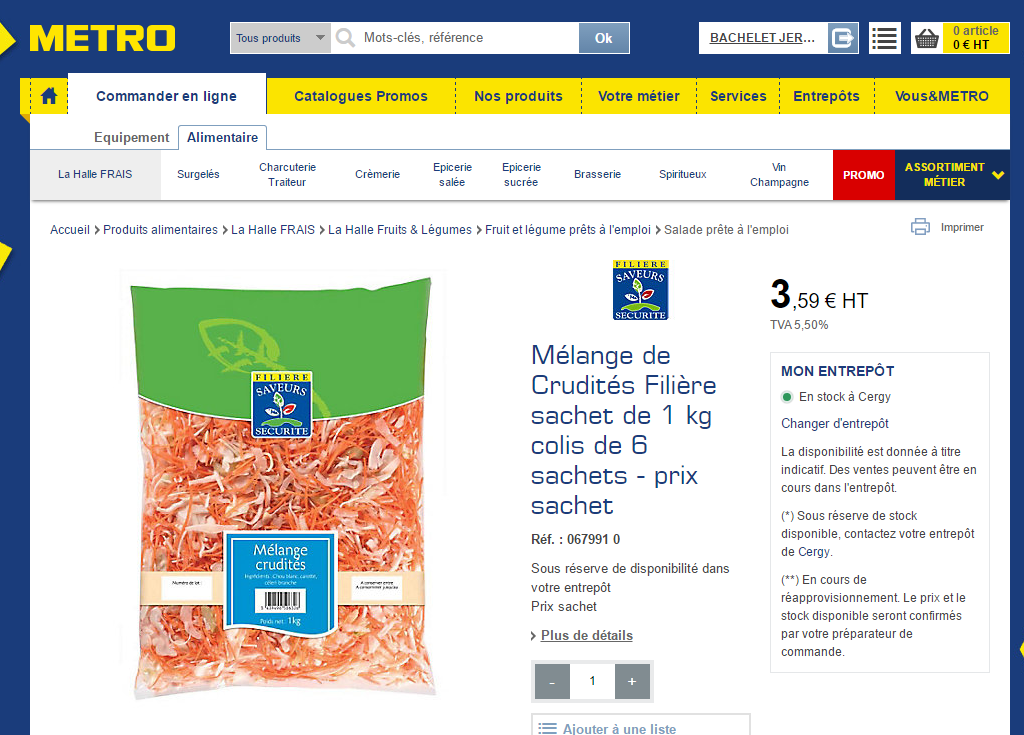 METRO
Tous produits
Mots-clés, référence
Ok
BACHELET JER...
0 article
0 € HT
Commander en ligne
Catalogues Promos
Nos produits
Votre métier
Services
Entrepôts
Vous&METRO
Equipement
Alimentaire
La Halle FRAIS
Surgelés
Charcuterie
Traiteur
Crèmerie
Epicerie
salée
Epicerie
sucrée
Brasserie
Spiritueux
Vin
Champagne
PROMO
ASSORTIMENT
MÉTIER
Accueil > Produits alimentaires > La Halle FRAIS > La Halle Fruits & Légumes > Fruit et légume prêts à l'emploi > Salade prête à l'emploi
Imprimer
FILIERE
SAVEURS
SECURITE
Mélange
crudités
Ingrédients : Chou blanc, carotte,
céleri branche
Poids net : 1kg
Numéro de lot :
A conserver entre
A consommer jusqu'au
FILIERE
SAVEURS
SECURITE
Mélange de
Crudités Filière
sachet de 1 kg
colis de 6
sachets - prix
sachet
Réf. : 067991 0
Sous réserve de disponibilité dans
votre entrepôt
Prix sachet
> Plus de détails
- 1 +
Ajouter à une liste
3,59 € HT
TVA 5,50%
MON ENTREPÔT
En stock à Cergy
Changer d'entrepôt
La disponibilité est donnée à titre
indicatif. Des ventes peuvent être en
cours dans l'entrepôt.
(*) Sous réserve de stock
disponible, contactez votre entrepôt
de Cergy.
(**) En cours de
réapprovisionnement. Le prix et le
stock disponible seront confirmés
par votre préparateur de
commande.